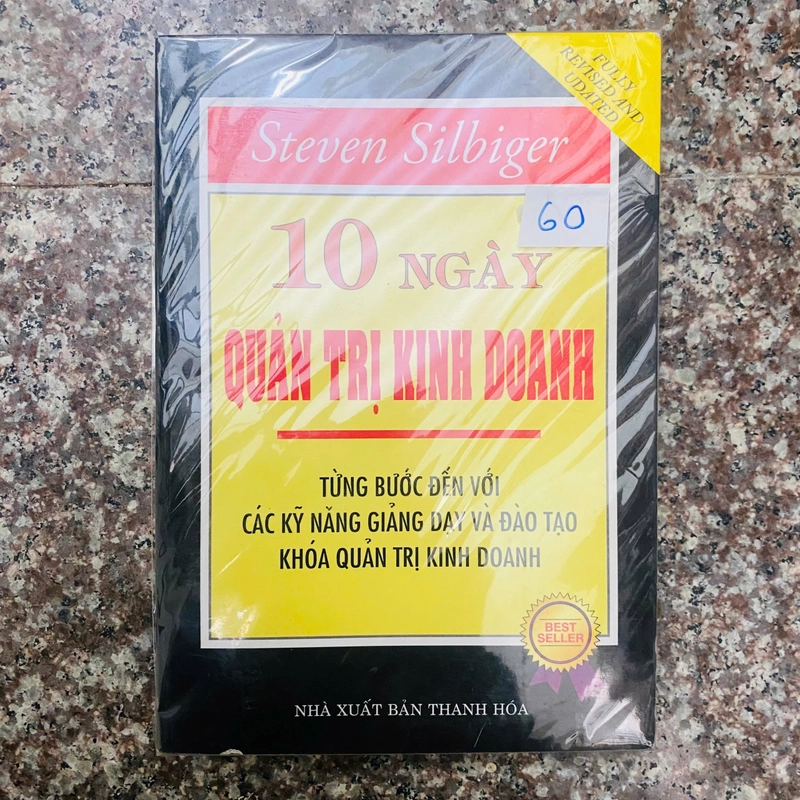 FULLY
REVISED AND
UDATED
Steven Silbiger
60
10 NGÀY
QUẢN TRỊ KINH DOANH
TỪNG BƯỚC ĐẾN VỚI
CÁC KỸ NĂNG GIẢNG DẠY VÀ ĐÀO TẠO
KHÓA QUẢN TRỊ KINH DOANH
BEST
SELLER
NHÀ XUẤT BẢN THANH HÓA